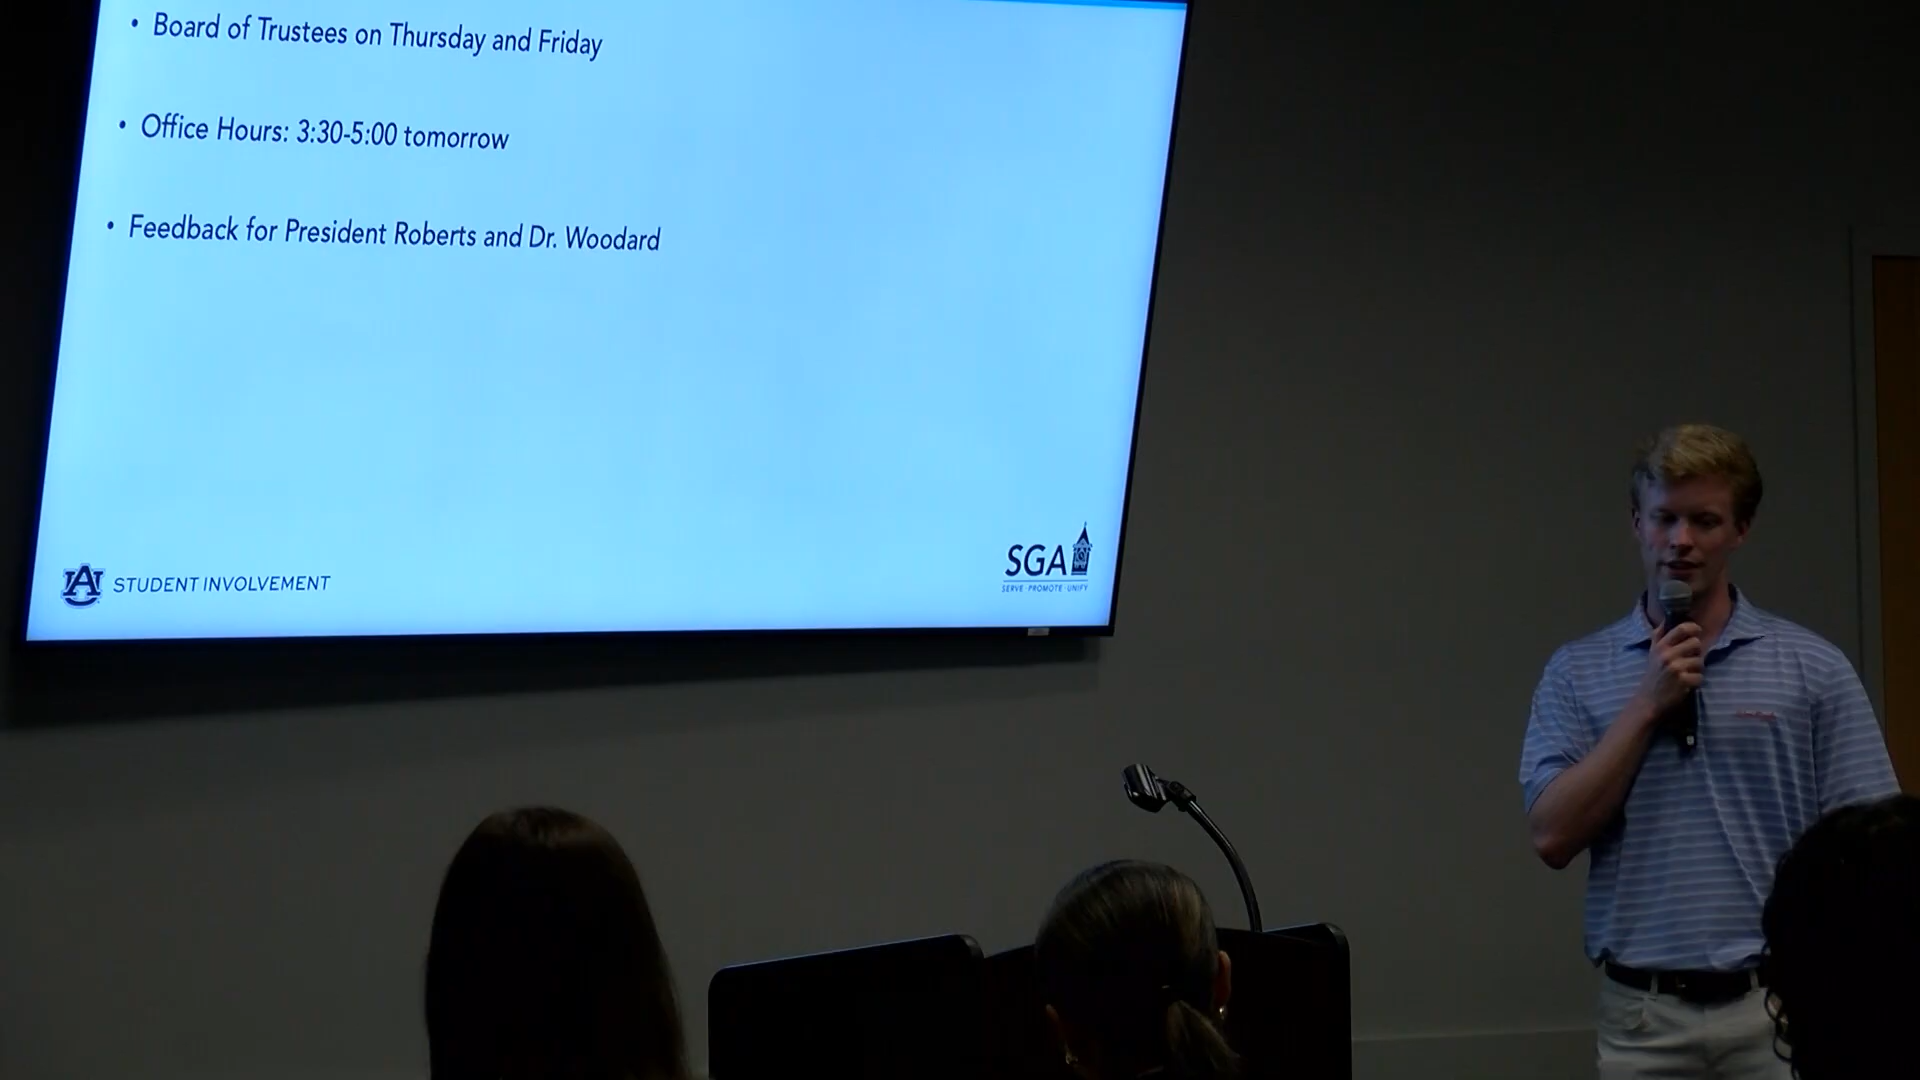 • Board of Trustees on Thursday and Friday
• Office Hours: 3:30-5:00 tomorrow
• Feedback for President Roberts and Dr. Woodard
AU STUDENT INVOLVEMENT
SGA
SERVE · PROMOTE · UNIFY